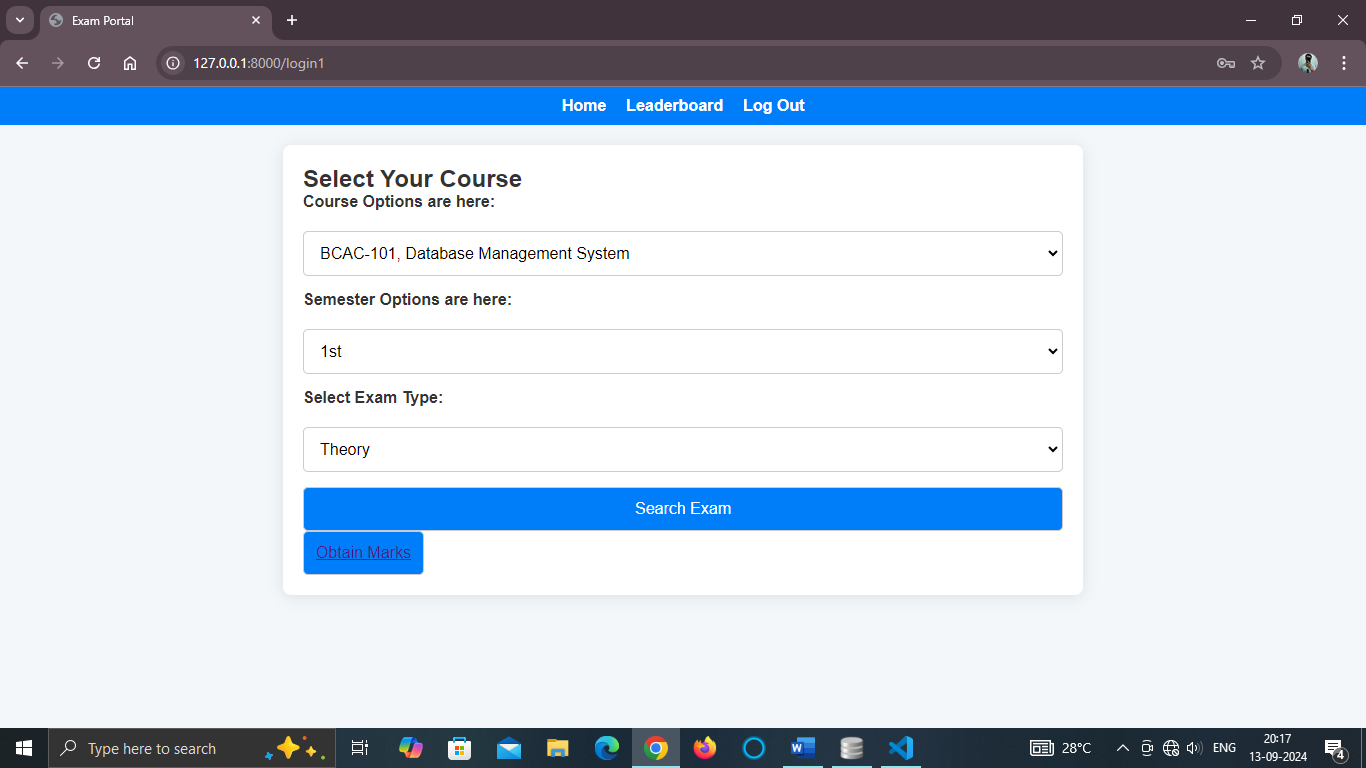 Exam Portal
127.0.0.1:8000/login1
Home Leaderboard Log Out
Select Your Course
Course Options are here:
BCAC-101, Database Management System
Semester Options are here:
1st
Select Exam Type:
Theory
Search Exam
Obtain Marks
Type here to search
28°C
ENG
20:17
13-09-2024
4